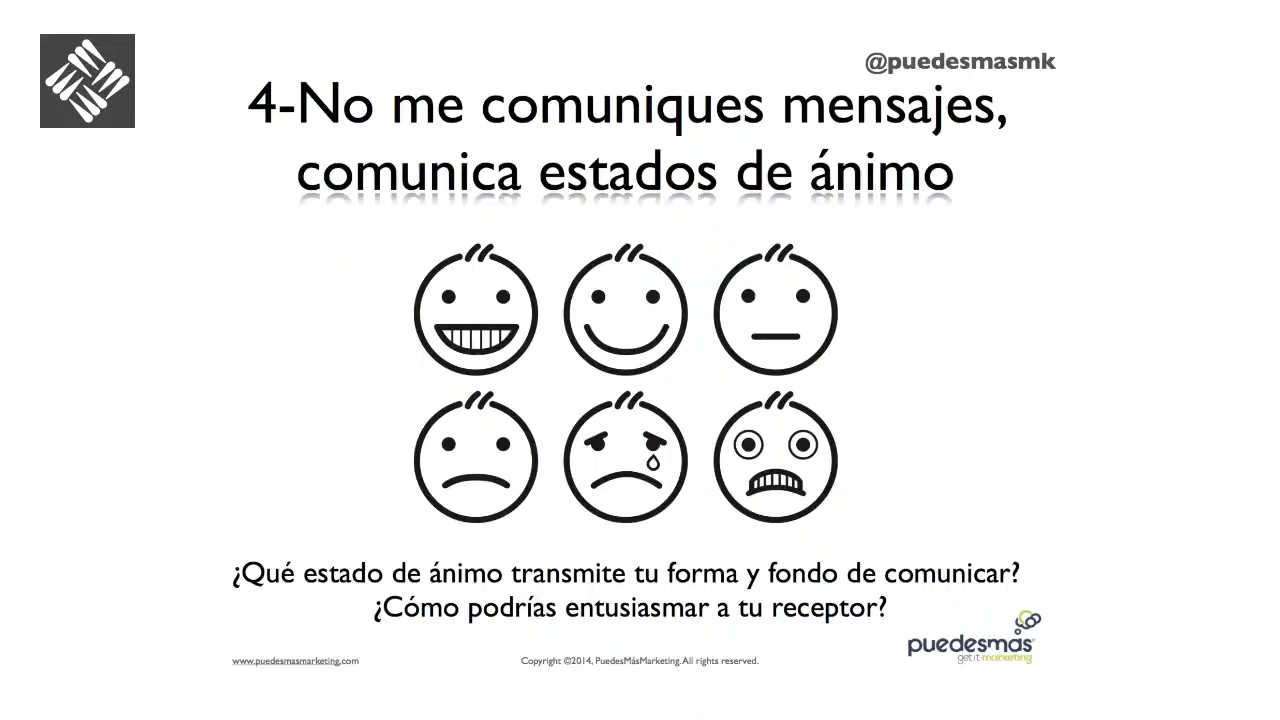 @puedesmasmk
4-No me comuniques mensajes,
comunica estados de ánimo
¿Qué estado de ánimo transmite tu forma y fondo de comunicar?
¿Cómo podrías entusiasmar a tu receptor?
puedesmás
get it marketing
www.puedesmasmarketing.com
Copyright ©2014, PuedesMásMarketing. All rights reserved.